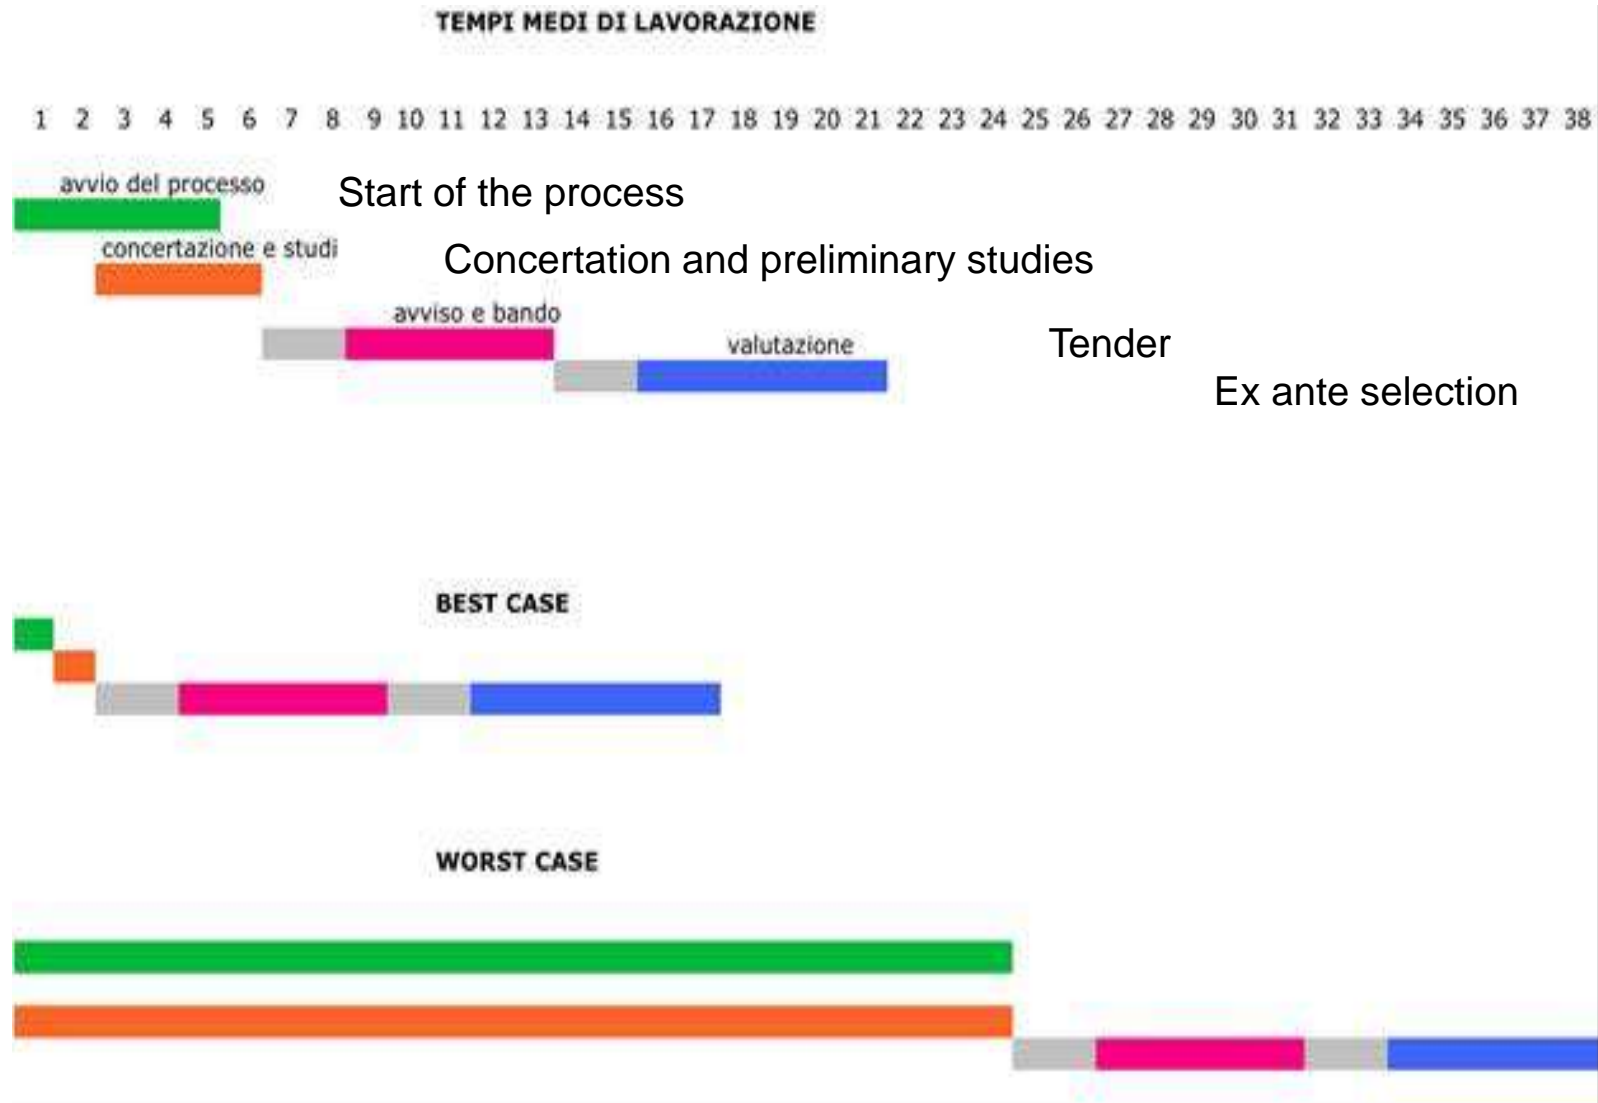 TEMPI MEDI DI LAVORAZIONE
1 2 3 4 5 6 7 8 9 10 11 12 13 14 15 16 17 18 19 20 21 22 23 24 25 26 27 28 29 30 31 32 33 34 35 36 37 38
avvio del processo
Start of the process
concertazione e studi
Concertation and preliminary studies
avviso e bando
valutazione
Tender
Ex ante selection
BEST CASE
WORST CASE